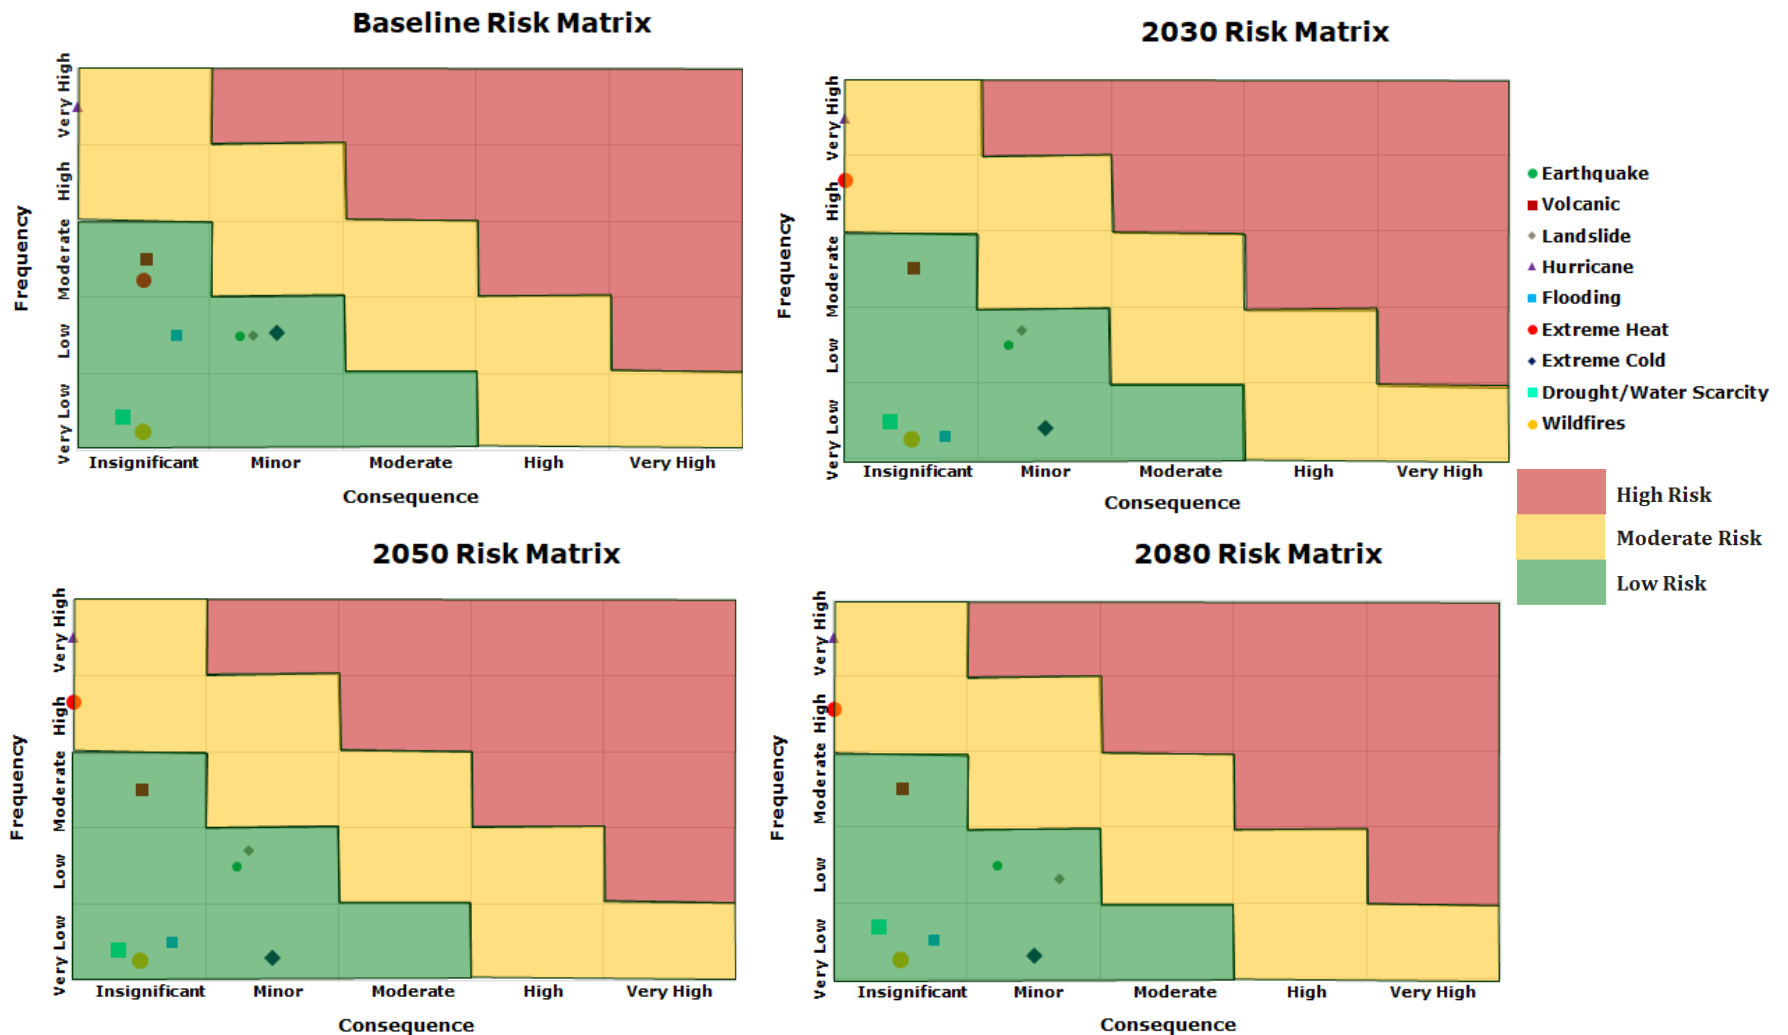 Baseline Risk Matrix
Frequency
Very High
High
Moderate
Low
Very Low
Insignificant Minor Moderate High Very High
Consequence
2030 Risk Matrix
Frequency
Very High
High
Moderate
Low
Very Low
Insignificant Minor Moderate High Very High
Consequence
Earthquake
Volcanic
Landslide
Hurricane
Flooding
Extreme Heat
Extreme Cold
Drought/Water Scarcity
Wildfires
High Risk
Moderate Risk
Low Risk
2050 Risk Matrix
Frequency
Very High
High
Moderate
Low
Very Low
Insignificant Minor Moderate High Very High
Consequence
2080 Risk Matrix
Frequency
Very High
High
Moderate
Low
Very Low
Insignificant Minor Moderate High Very High
Consequence